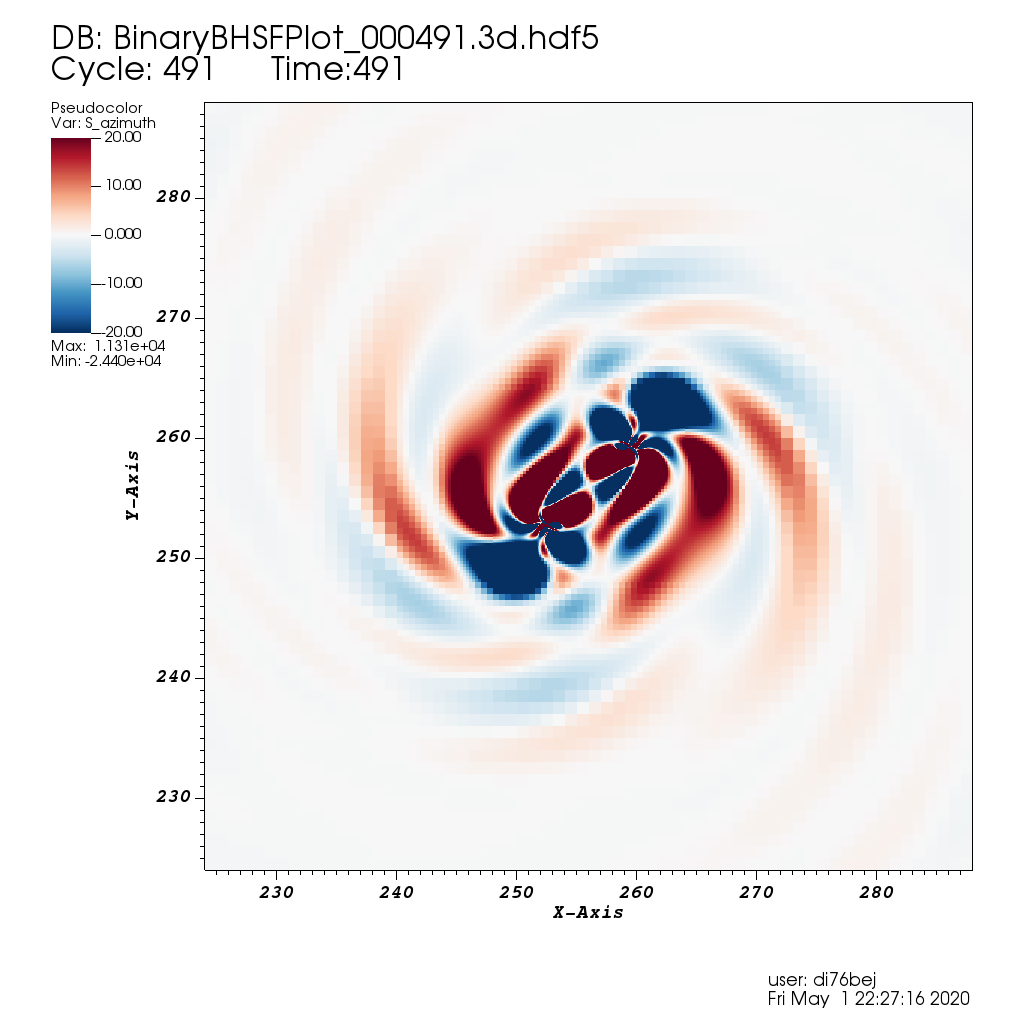 DB: BinaryBHSFPlot_000491.3d.hdf5
Cycle: 491 Time:491
Pseudocolor
Var: S_azimuth
20.00
10.00
0.000
-10.00
-20.00
Max: 1.131e+04
Min: -2.440e+04
280
270
260
250
240
230
Y-Axis
230 240 250 260 270 280
X-Axis
user: di76bej
Fri May 1 22:27:16 2020